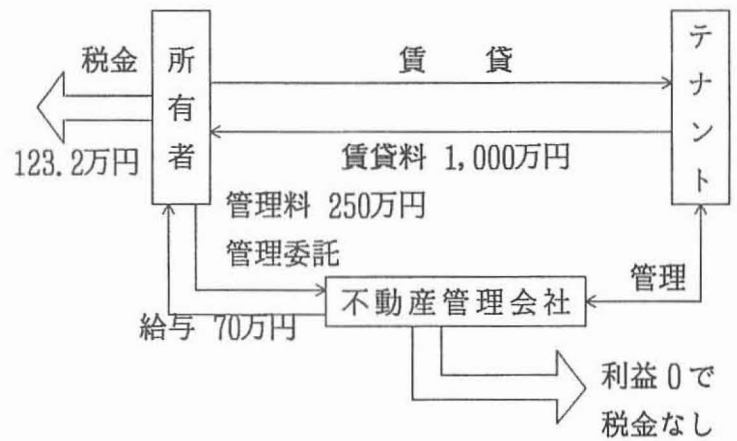 税金
所有者
賃 貸
テナント
賃貸料 1,000万円
123.2万円
管理料 250万円
管理委託
管理
不動産管理会社
給与 70万円
利益0で
税金なし